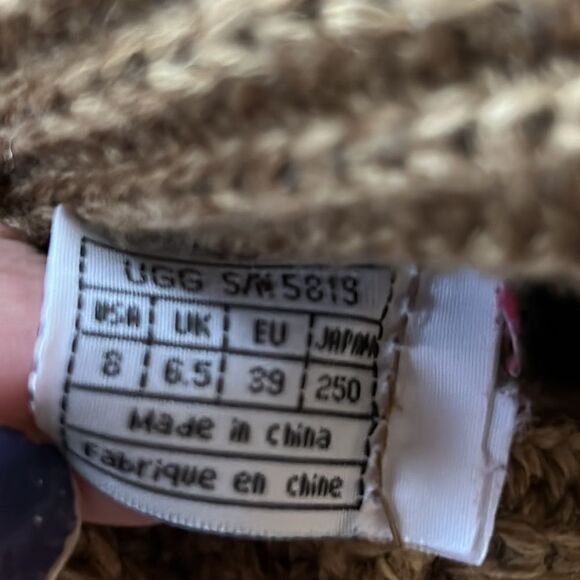 UGG S/N 5819
USA UK EU JAPAN
8 6.5 39 250
Made in China
Fabrique en chine